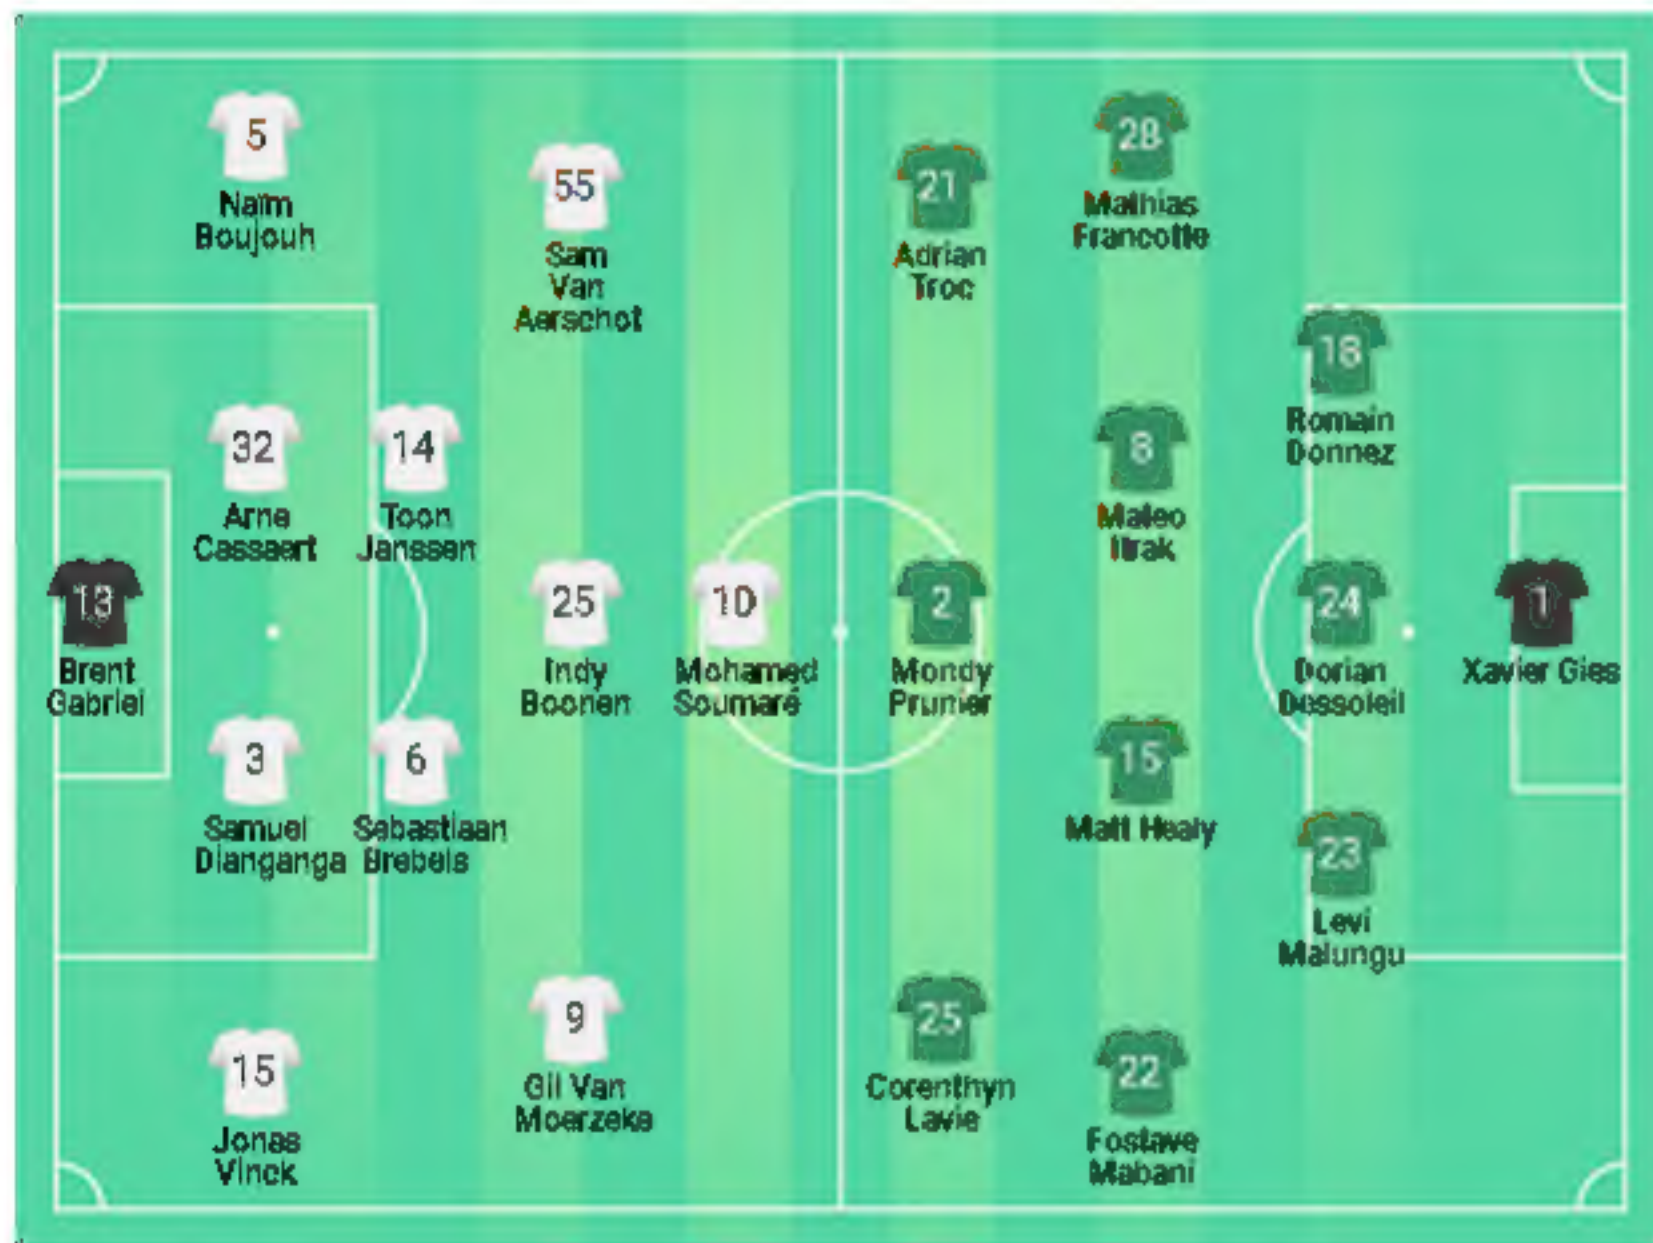 5
Naïm
Boujouh
55
Sam
Van
Aerschot
21
Adrian
Troc
28
Mathias
Francotte
18
Romain
Donnez
32
Arne
Cassaert
14
Toon
Janssen
8
Mateo
Itrak
13
Brent
Gabriel
25
Indy
Boonen
10
Mohamed
Soumaré
2
Mondy
Prunier
24
Dorian
Dessoleil
1
Xavier Gies
3
Samuel
Dianganga
6
Sebastiaan
Brebels
15
Matt Healy
23
Levi
Malungu
9
Gil Van
Moerzeke
25
Corenthyn
Lavie
15
Jonas
Vinck
22
Fostave
Mabani